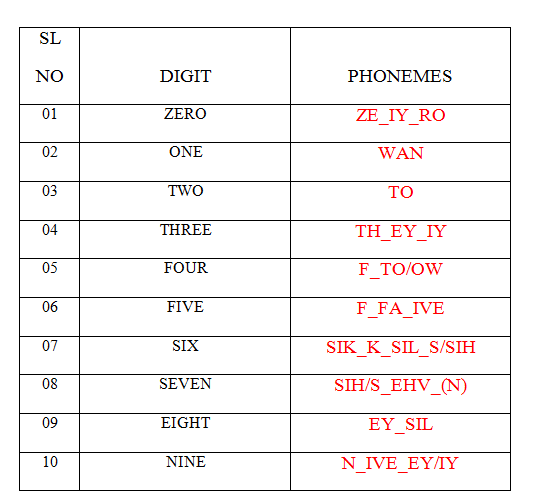 SL
NO DIGIT PHONEMES
01 ZERO ZE_IY_RO
02 ONE WAN
03 TWO TO
04 THREE TH_EY_IY
05 FOUR F_TO/OW
06 FIVE F_FA_IVE
07 SIX SIK_K_SIL_S/SIH
08 SEVEN SIH/S_EHV_(N)
09 EIGHT EY_SIL
10 NINE N_IVE_EY/IY